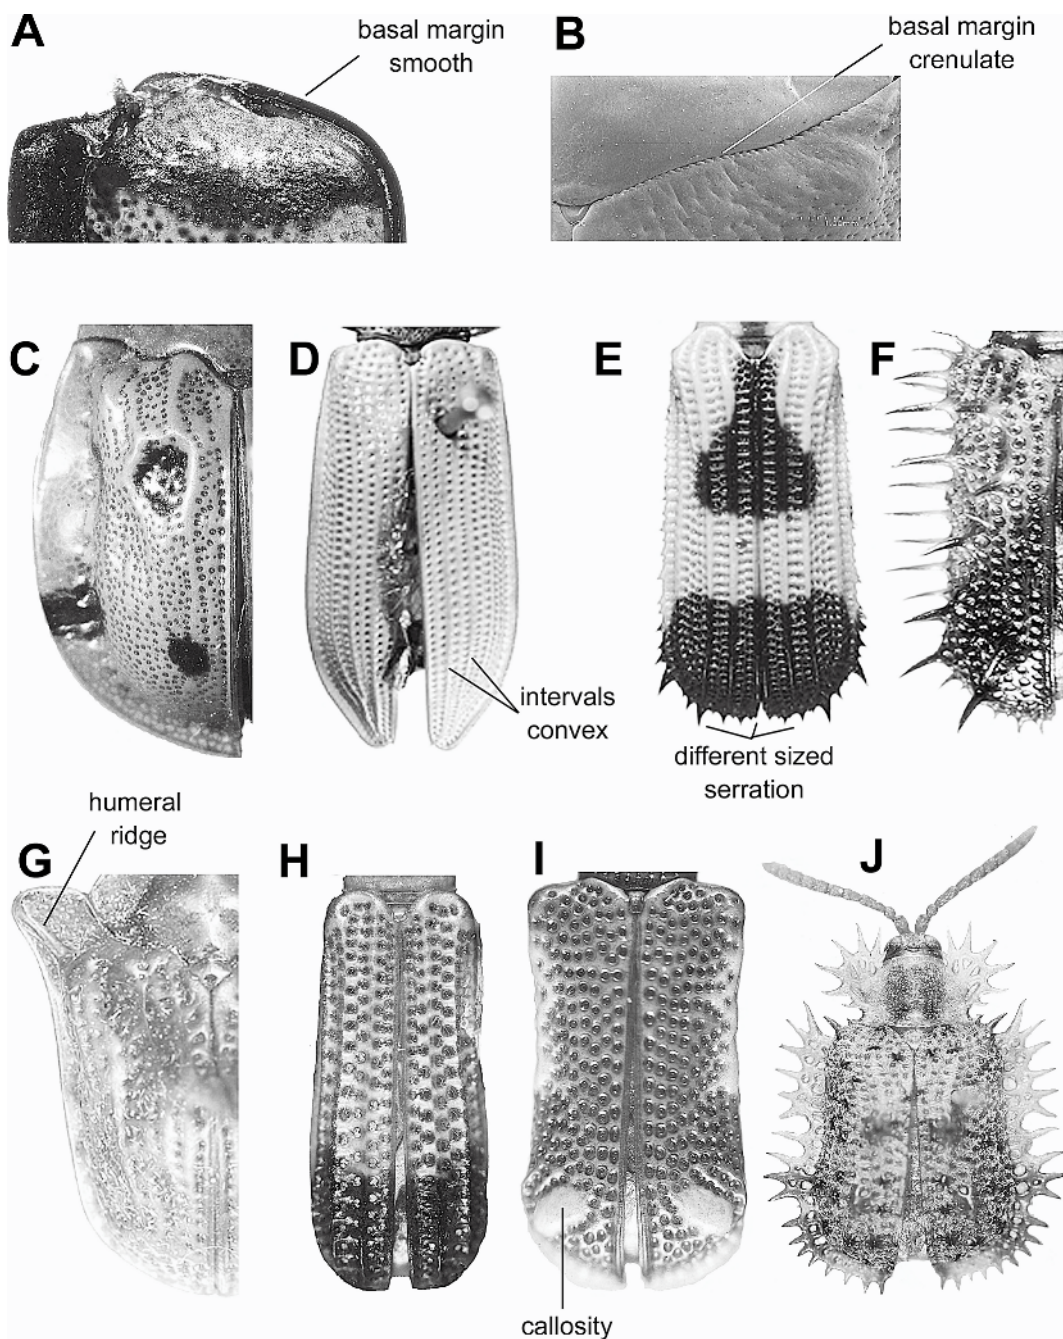 A
basal margin
smooth
B
basal margin
crenulate
C
D
E
F
intervals
convex
different sized
serration
humeral
ridge
G
H
I
J
callosity